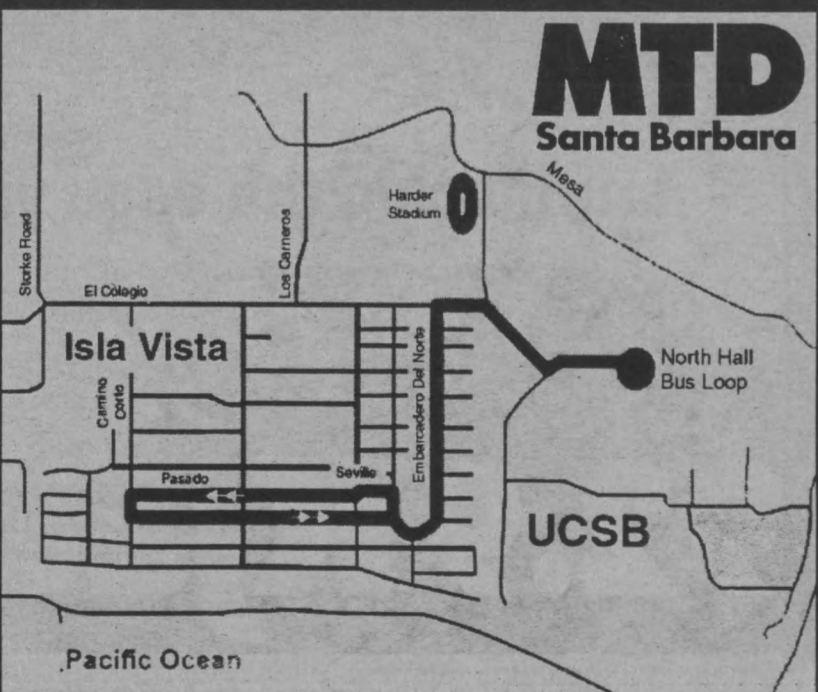 MTD
Santa Barbara
Mesa
Harder
Stadium
Storke Road
Los Carneros
El Colegio
Isla Vista
Camino
Corto
Embarcadero Del Norte
North Hall
Bus Loop
Pasado
Seville
UCSB
Pacific Ocean